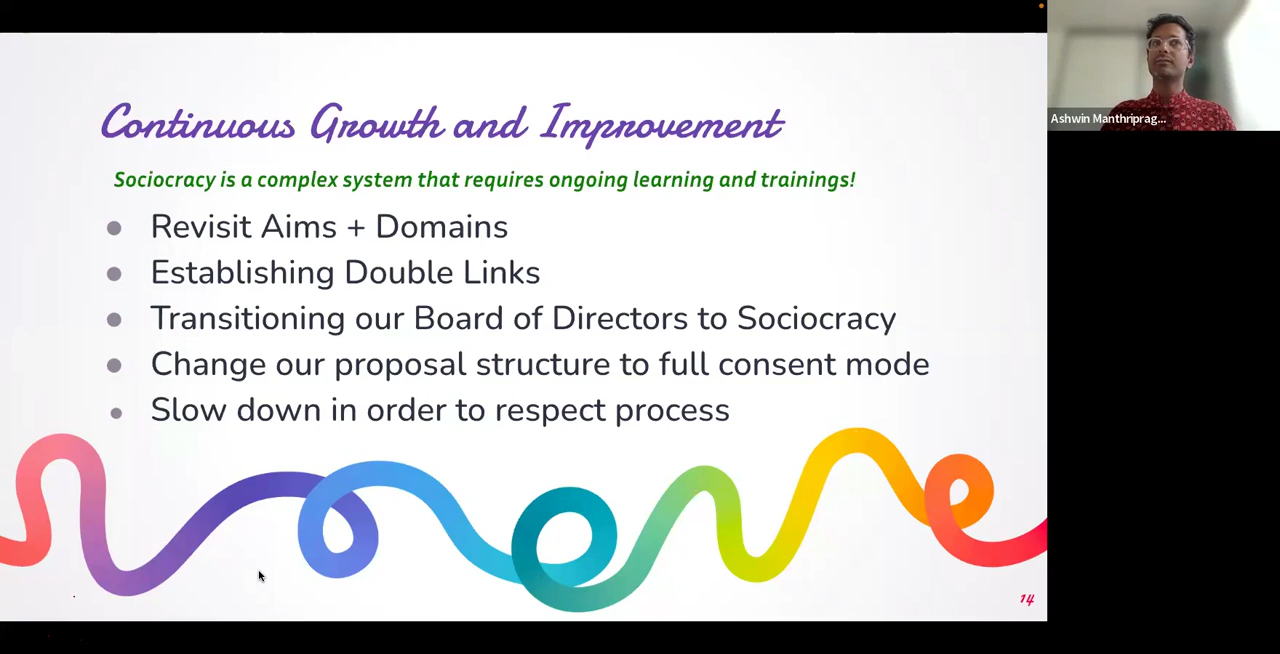 Continuous Growth and Improvement
Sociocracy is a complex system that requires ongoing learning and trainings!
Revisit Aims + Domains
Establishing Double Links
Transitioning our Board of Directors to Sociocracy
Change our proposal structure to full consent mode
Slow down in order to respect process
14
Ashwin Manthriprag...